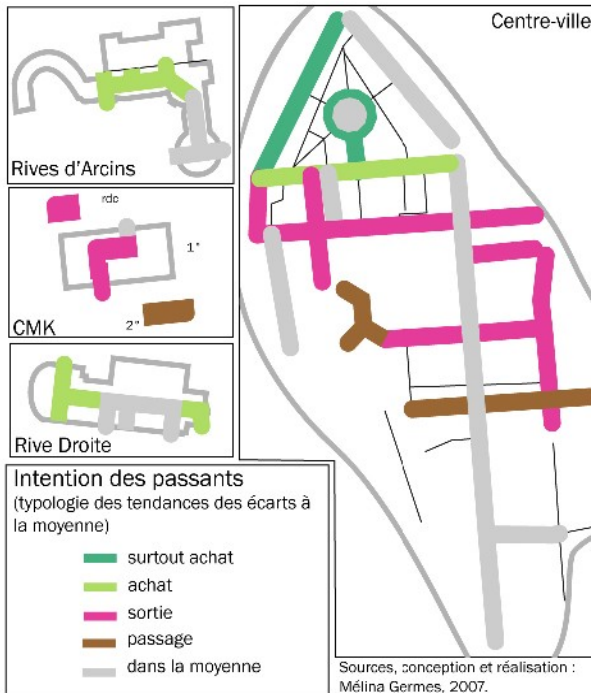 Centre-ville
Rives d'Arcins
rdc
1°
2°
CMK
Rive Droite
Intention des passants
(typologie des tendances des écarts à
la moyenne)
surtout achat
achat
sortie
passage
dans la moyenne
Sources, conception et réalisation :
Mélina Germes, 2007.